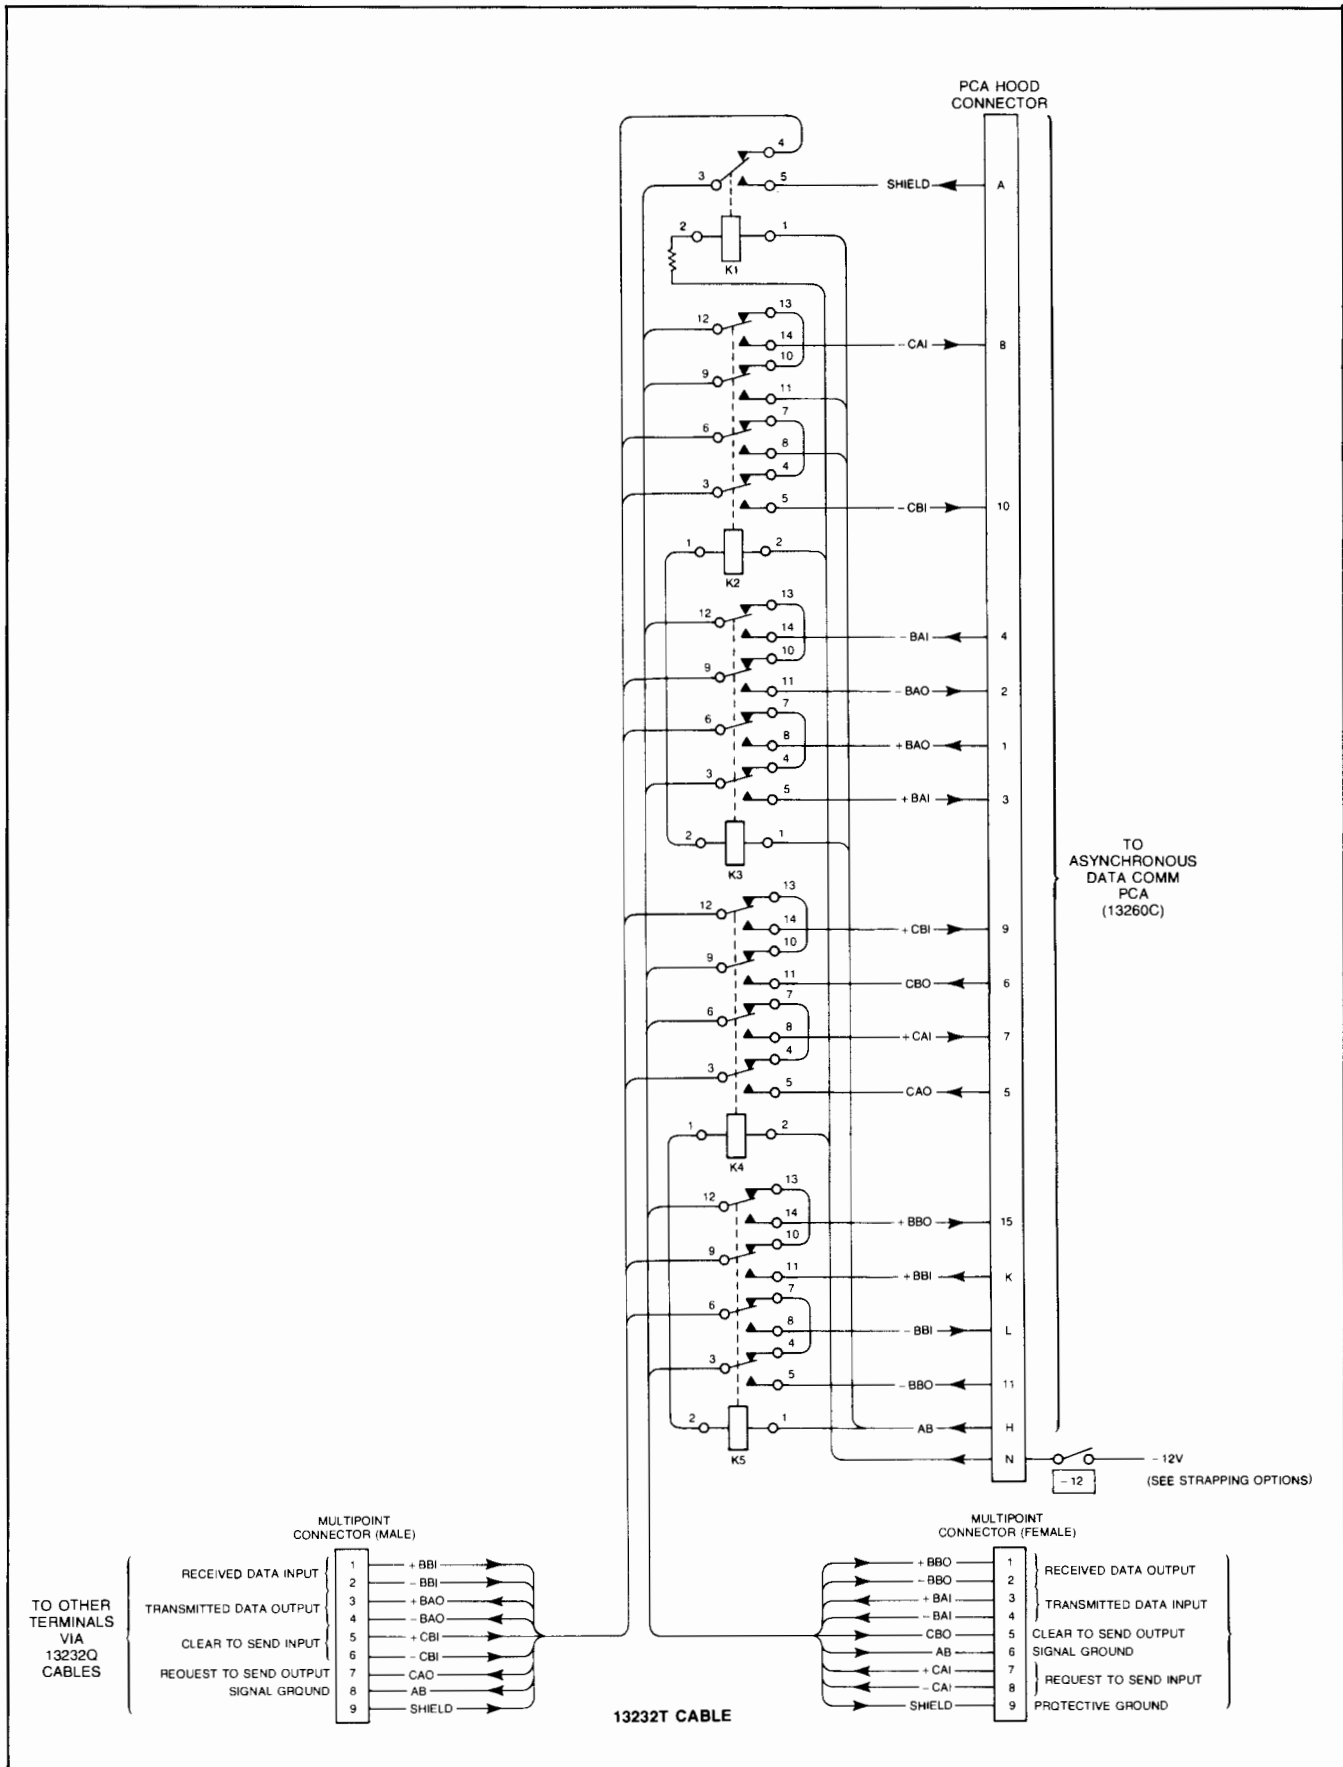 PCA HOOD
CONNECTOR
4
3
5
SHIELD
A
2
1
K1
13
12
14
- CAI
8
10
9
11
7
6
8
4
3
5
- CBI
10
1
2
K2
13
12
14
- BAI
4
10
9
11
- BAO
2
7
6
8
+ BAO
1
4
3
5
+ BAI
3
2
1
K3
TO
ASYNCHRONOUS
DATA COMM
PCA
(13260C)
13
12
14
+ CBI
9
10
9
11
CBO
6
7
6
8
+ CAI
7
4
3
5
CAO
5
1
2
K4
13
12
14
+ BBO
15
10
9
11
+ BBI
K
7
6
8
- BBI
L
4
3
5
- BBO
11
2
1
AB
H
K5
N
- 12V
- 12
(SEE STRAPPING OPTIONS)
MULTIPOINT
CONNECTOR (MALE)
TO OTHER
TERMINALS
VIA
13232Q
CABLES
RECEIVED DATA INPUT
TRANSMITTED DATA OUTPUT
CLEAR TO SEND INPUT
REQUEST TO SEND OUTPUT
SIGNAL GROUND
1 + BBI
2 - BBI
3 + BAO
4 - BAO
5 + CBI
6 - CBI
7 CAO
8 AB
9 SHIELD
13232T CABLE
MULTIPOINT
CONNECTOR (FEMALE)
+ BBO 1
- BBO 2
+ BAI 3
- BAI 4
CBO 5
AB 6
+ CAI 7
- CAI 8
SHIELD 9
RECEIVED DATA OUTPUT
TRANSMITTED DATA INPUT
CLEAR TO SEND OUTPUT
SIGNAL GROUND
REQUEST TO SEND INPUT
PROTECTIVE GROUND